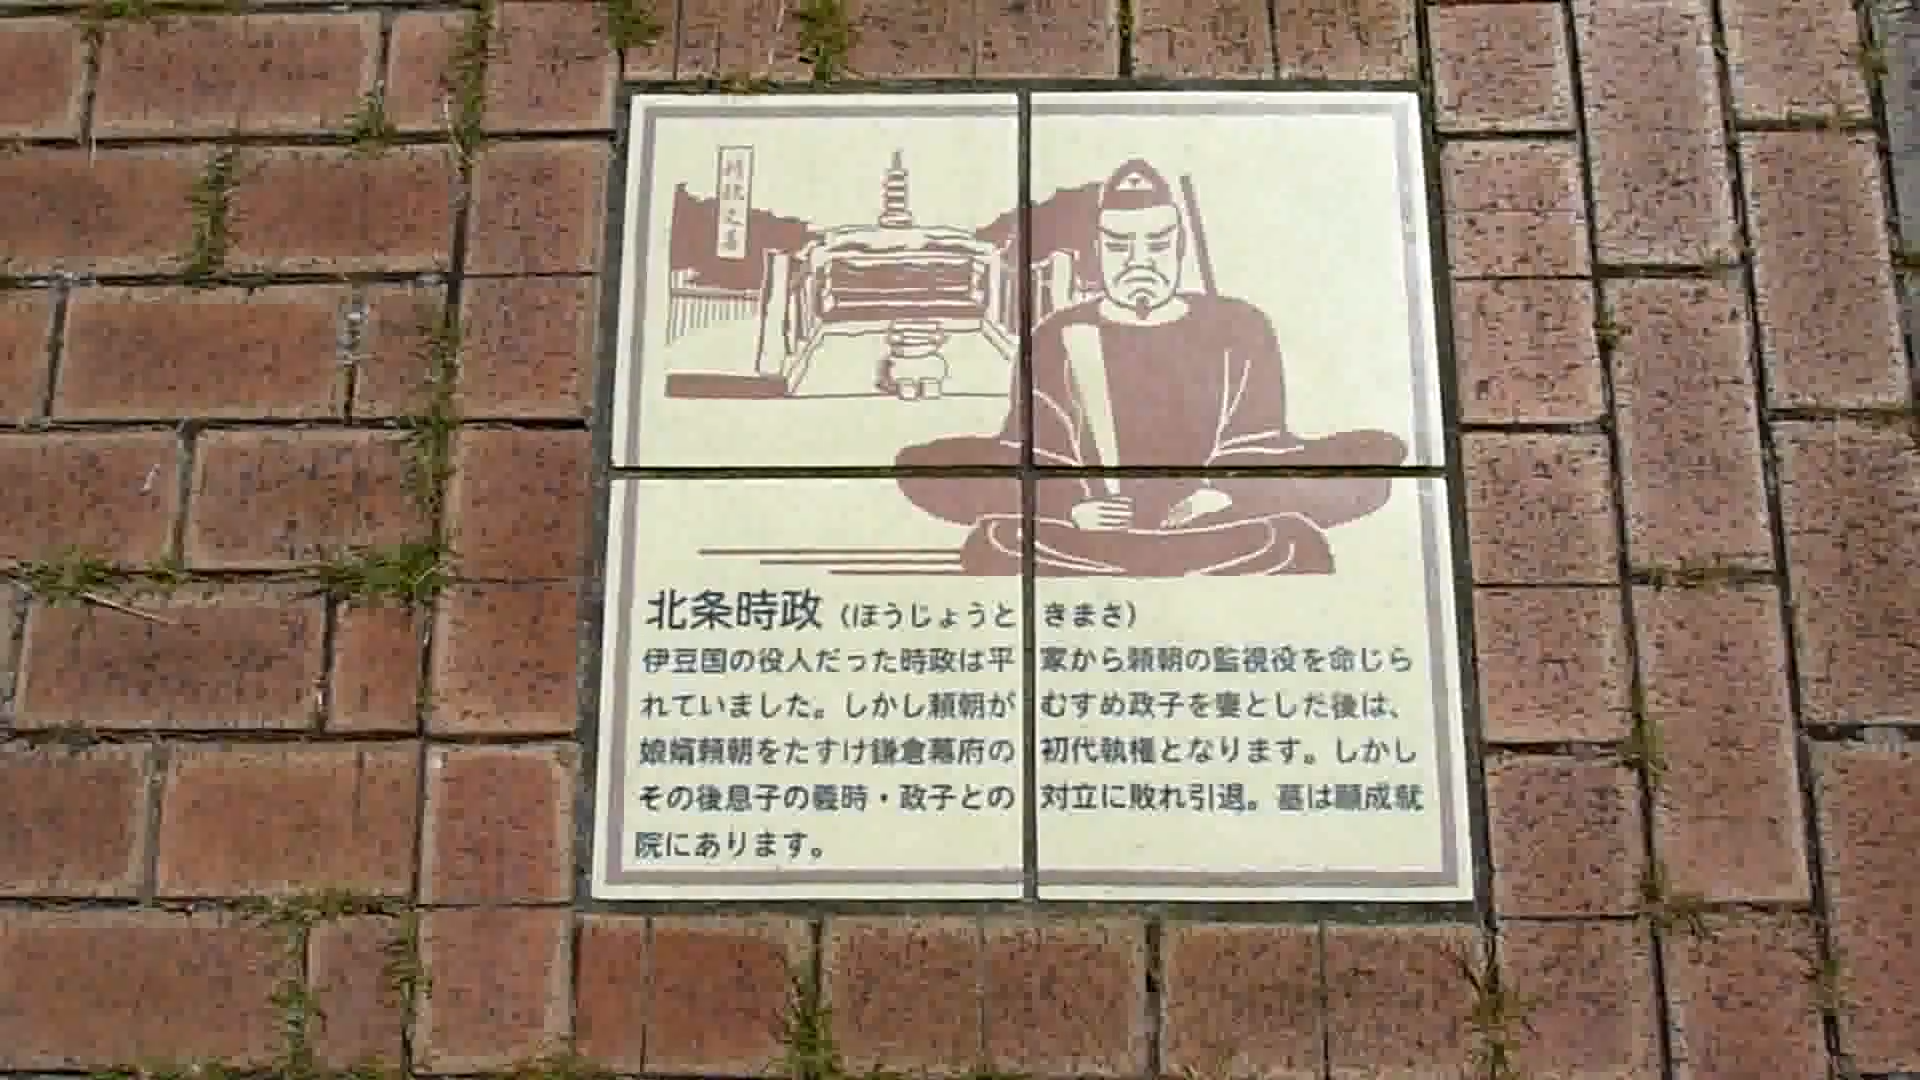 時政之墓
北条時政（ほうじょうときまさ）
伊豆国の役人だった時政は平家から頼朝の監視役を命じら
れていました。しかし頼朝がむすめ政子を妻とした後は、
娘婿頼朝をたすけ鎌倉幕府の初代執権となります。しかし
その後息子の義時・政子との対立に敗れ引退。墓は願成就
院にあります。